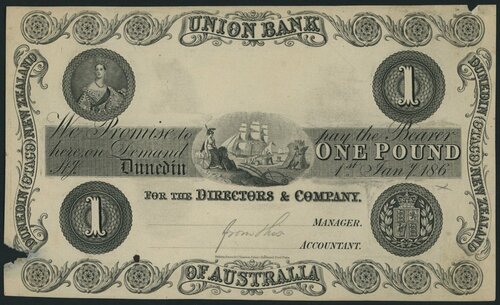 UNION BANK
DUNEDIN (OTAGO) NEW ZEALAND
DUNEDIN (OTAGO) NEW ZEALAND
1
We Promise to pay the Bearer
here on Demand ONE POUND
Dunedin 1st Jany 186
FOR THE DIRECTORS & COMPANY.
1
MANAGER.
ACCOUNTANT.
OF AUSTRALIA